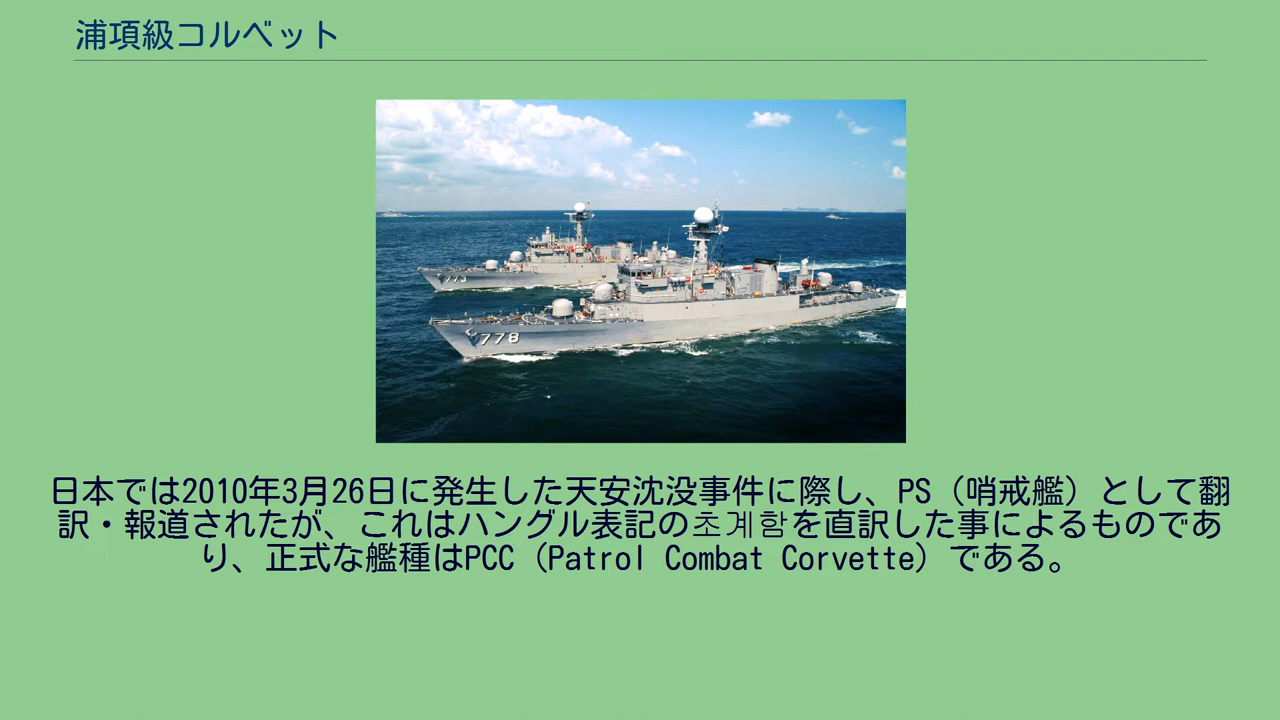 浦項級コルベット
773
778
日本では2010年3月26日に発生した天安沈没事件に際し、PS（哨戒艦）として翻
訳・報道されたが、これはハングル表記の초계함を直訳した事によるものであ
り、正式な艦種はPCC（Patrol Combat Corvette）である。